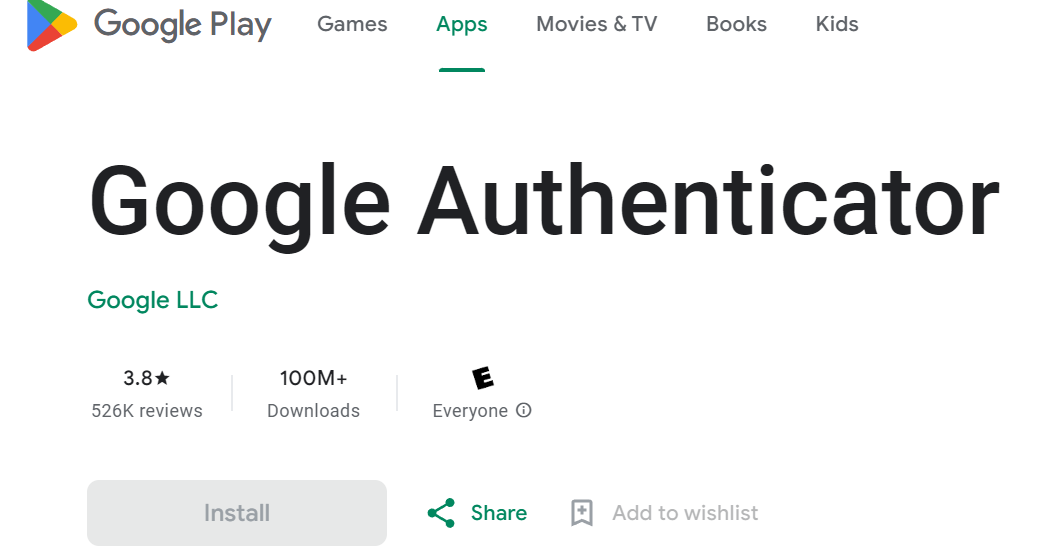 Google Play Games Apps Movies & TV Books Kids
Google Authenticator
Google LLC
3.8★ 100M+ E
526K reviews Downloads Everyone
Install Share Add to wishlist